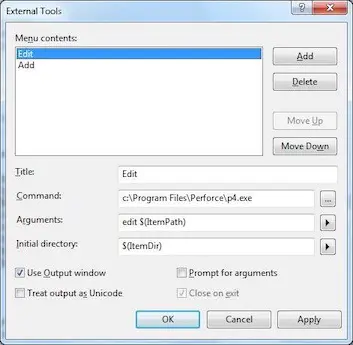 External Tools
Menu contents:
Edit
Add
Add
Delete
Move Up
Move Down
Title:
Edit
Command:
c:\Program Files\Perforce\p4.exe
...
Arguments:
edit $(ItemPath)
Initial directory:
$(ItemDir)
Use Output window
Prompt for arguments
Treat output as Unicode
Close on exit
OK
Cancel
Apply